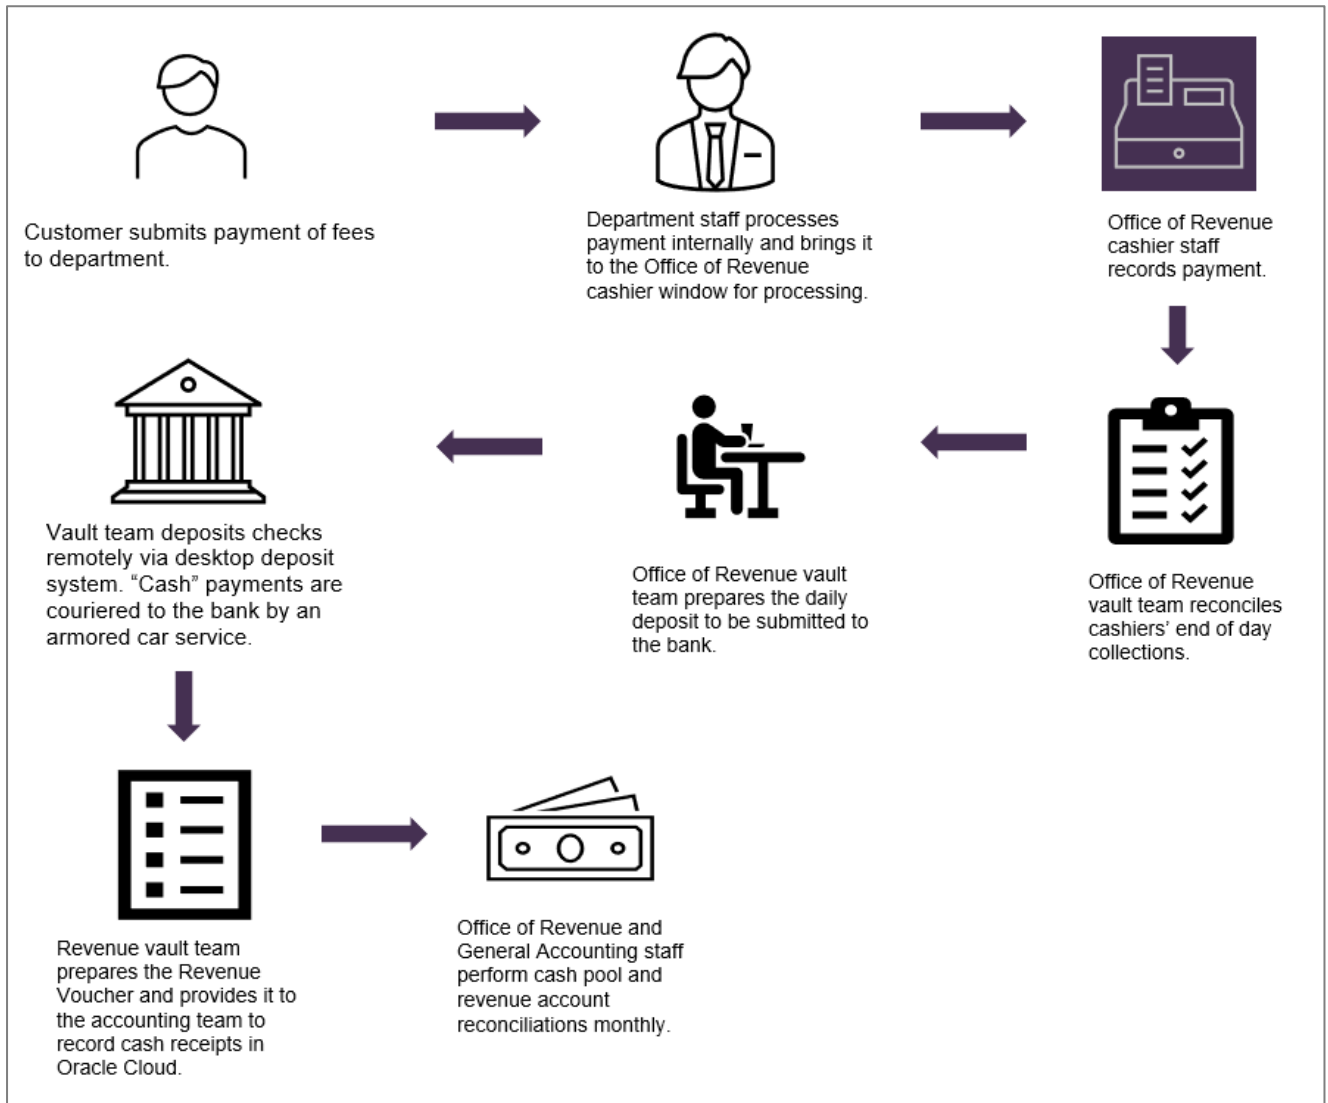 Customer submits payment of fees
to department.
Department staff processes
payment internally and brings it
to the Office of Revenue
cashier window for processing.
Office of Revenue
cashier staff
records payment.
Office of Revenue
vault team reconciles
cashiers’ end of day
collections.
Office of Revenue vault
team prepares the daily
deposit to be submitted to
the bank.
Vault team deposits checks
remotely via desktop deposit
system. “Cash” payments are
couriered to the bank by an
armored car service.
Revenue vault team
prepares the Revenue
Voucher and provides it to
the accounting team to
record cash receipts in
Oracle Cloud.
Office of Revenue and
General Accounting staff
perform cash pool and
revenue account
reconciliations monthly.